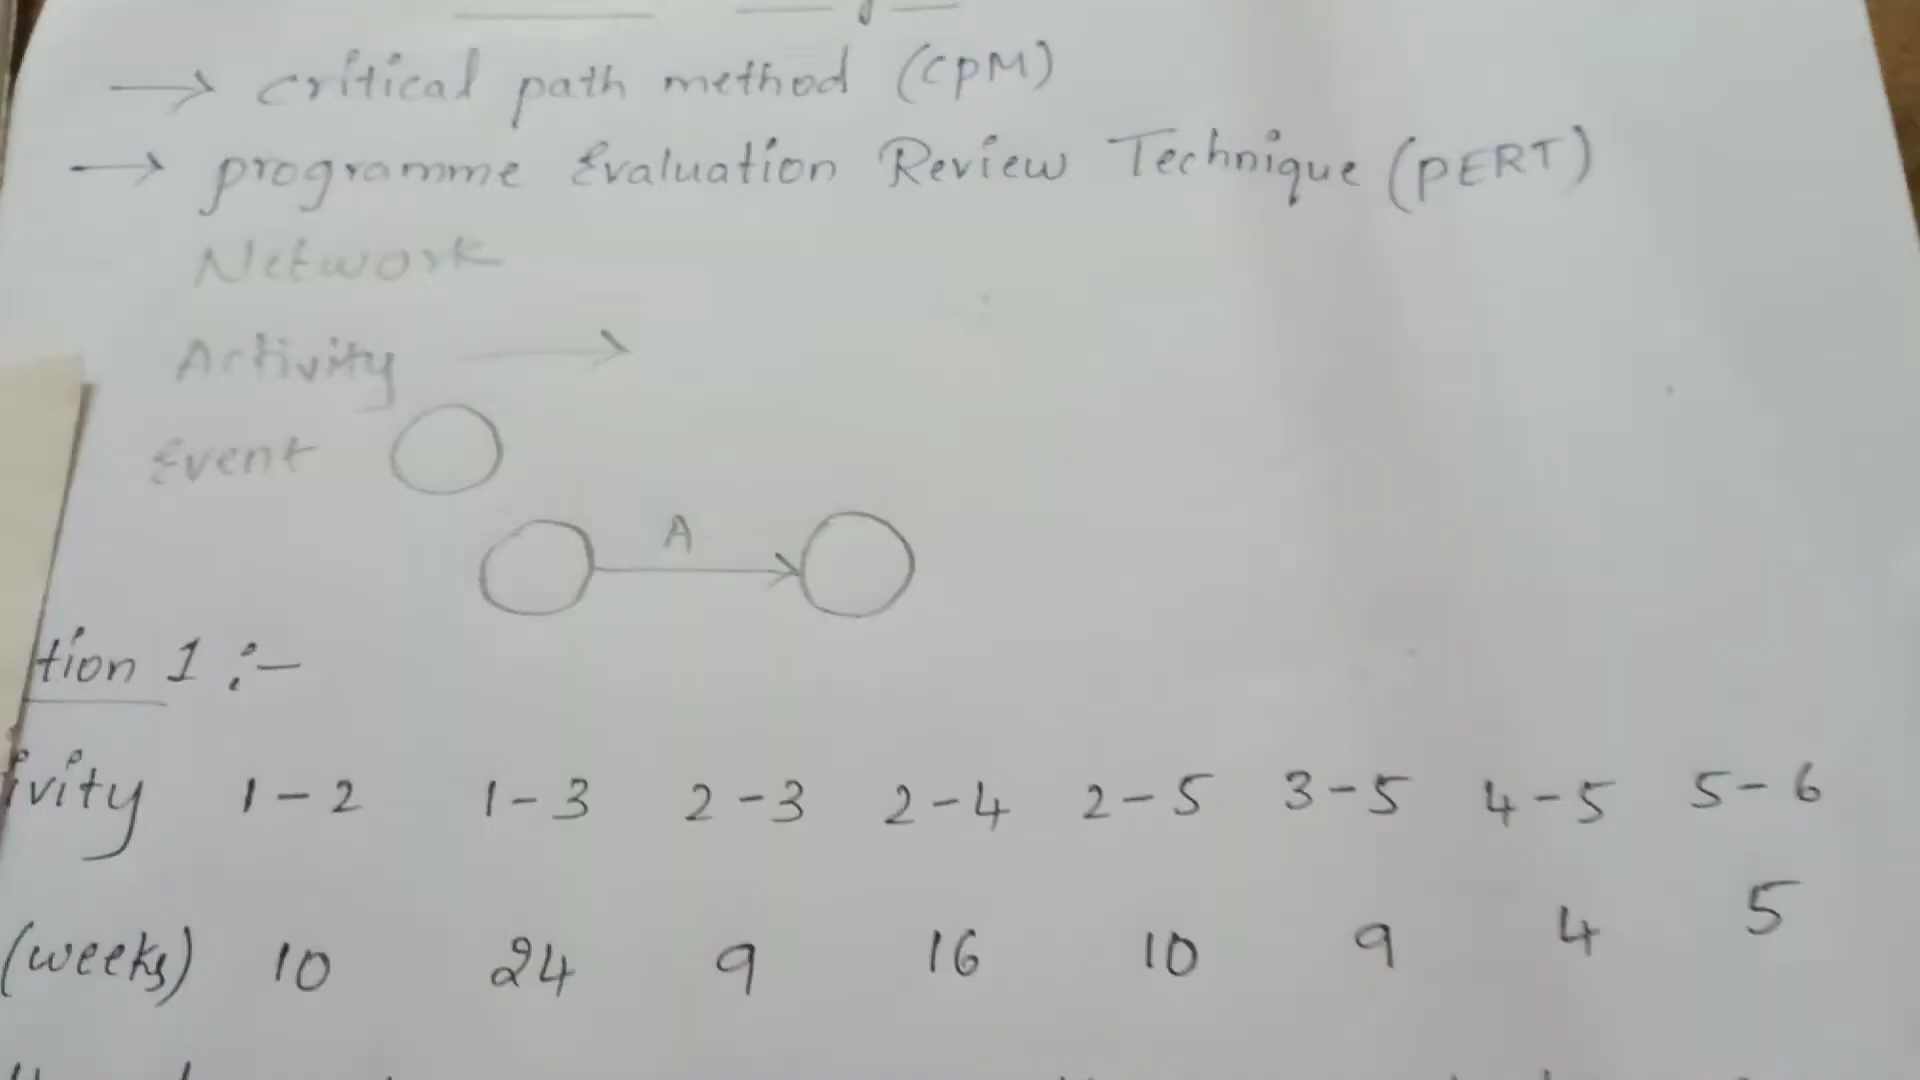 → critical path method (CPM)
→ programme Evaluation Review Technique (PERT)
Network
Activity →
Event
A
tion 1 :-
ivity 1-2 1-3 2-3 2-4 2-5 3-5 4-5 5-6
(weeks) 10 24 9 16 10 9 4 5